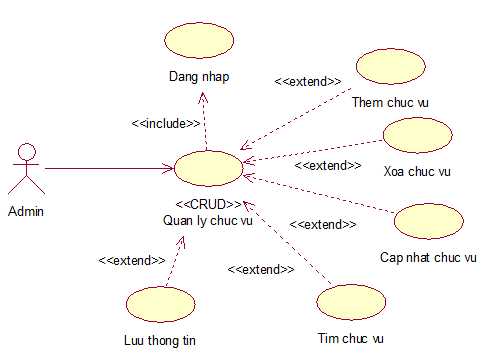 Dang nhap
<<extend>>
Them chuc vu
<<include>>
<<extend>>
Xoa chuc vu
Admin
<<CRUD>>
Quan ly chuc vu
<<extend>>
Cap nhat chuc vu
<<extend>>
<<extend>>
Luu thong tin
Tim chuc vu